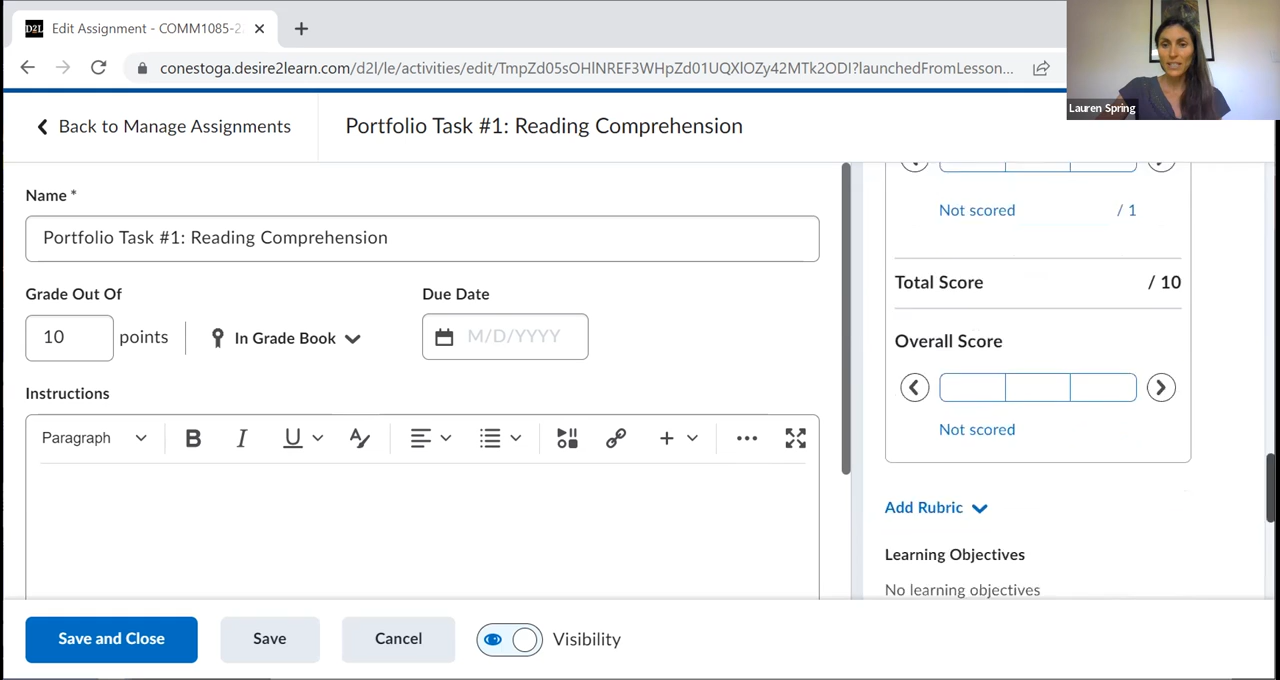 D2L Edit Assignment - COMM1085-2
conestoga.desire2learn.com/d2l/le/activities/edit/TmpZd05sOHlNREF3WHpZd01UQXlOZy42MTk2ODI?launchedFromLesson...
Lauren Spring
Back to Manage Assignments
Portfolio Task #1: Reading Comprehension
Name *
Portfolio Task #1: Reading Comprehension
Grade Out Of
Due Date
10 points
In Grade Book
M/D/YYYY
Instructions
Paragraph
B I U A
Not scored / 1
Total Score / 10
Overall Score
Not scored
Add Rubric
Learning Objectives
No learning objectives
Save and Close
Save
Cancel
Visibility